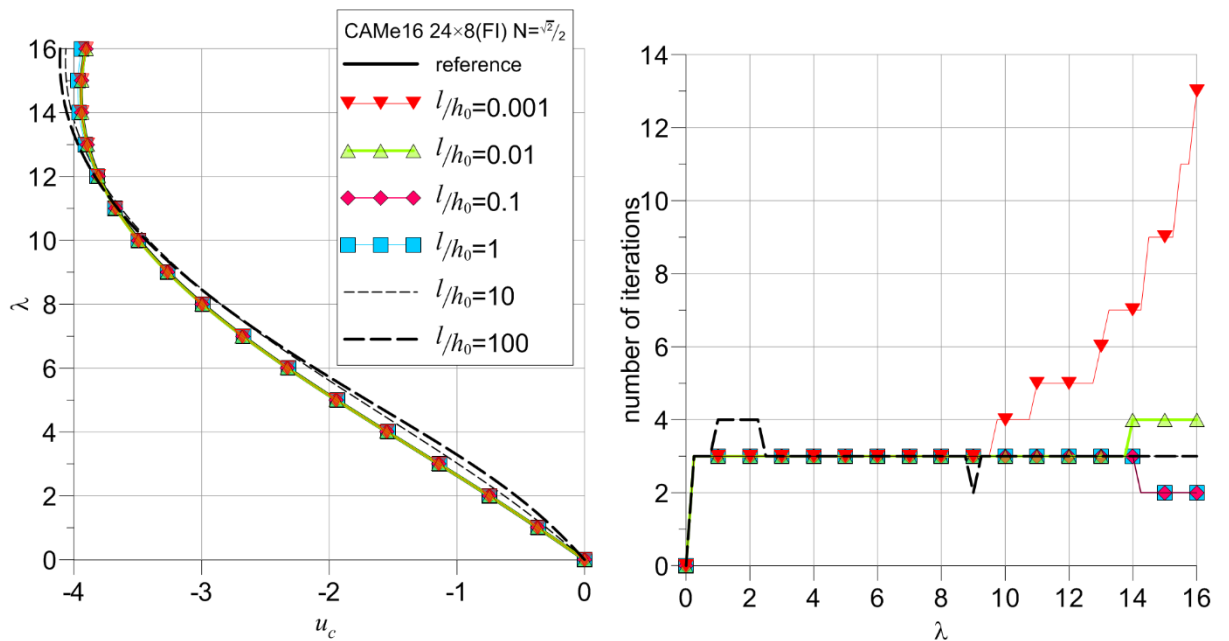 CAMe16 24×8(FI) N=√2/2
reference
l/h₀=0.001
l/h₀=0.01
l/h₀=0.1
l/h₀=1
l/h₀=10
l/h₀=100
16
14
12
10
8
6
4
2
0
λ
-4 -3 -2 -1 0
u_c
14
12
10
8
6
4
2
0
number of iterations
0 2 4 6 8 10 12 14 16
λ